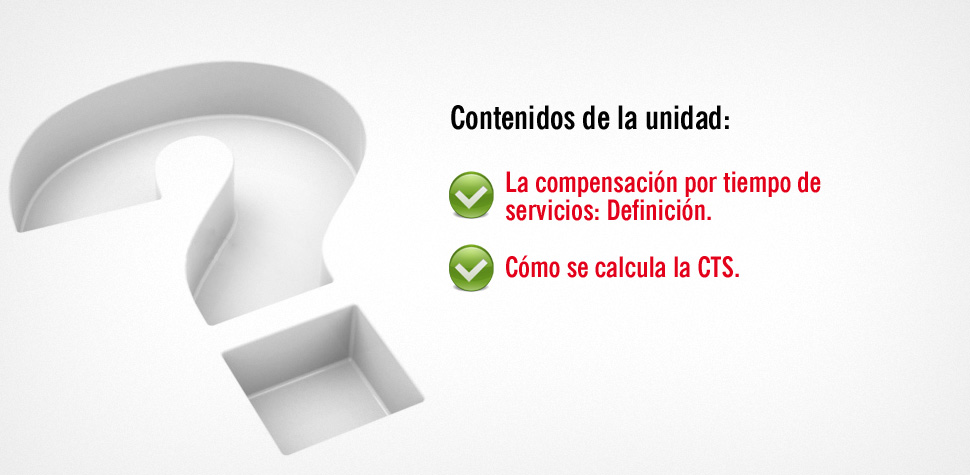 Contenidos de la unidad:
La compensación por tiempo de
servicios: Definición.
Cómo se calcula la CTS.